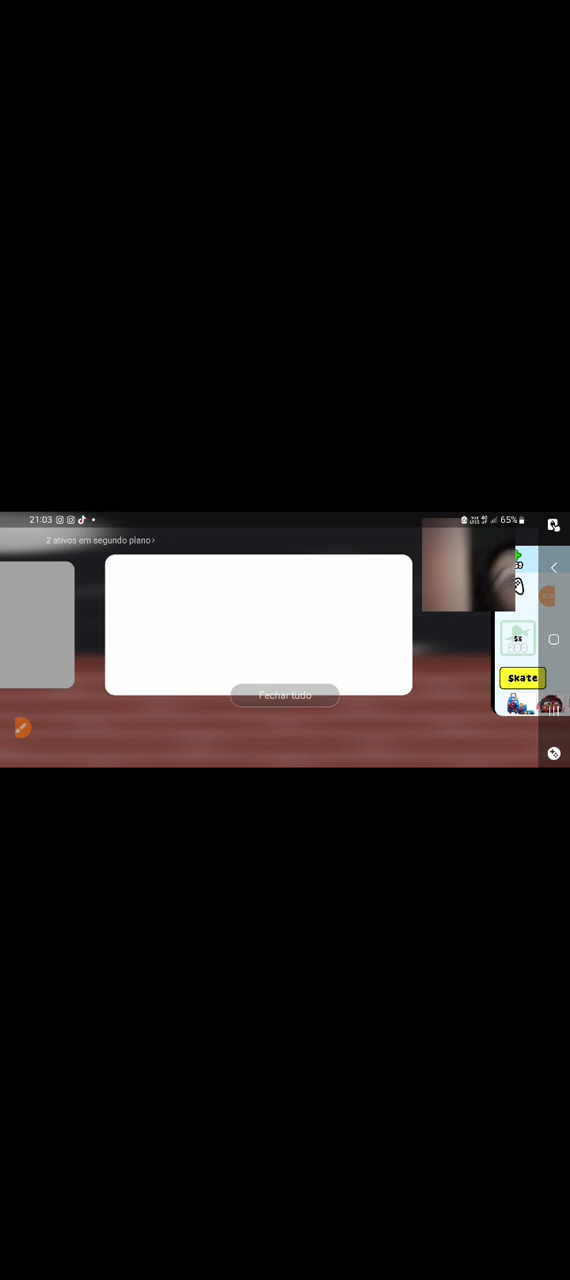 21:03
65%
2 ativos em segundo plano
5X
200
Skate
Fechar tudo